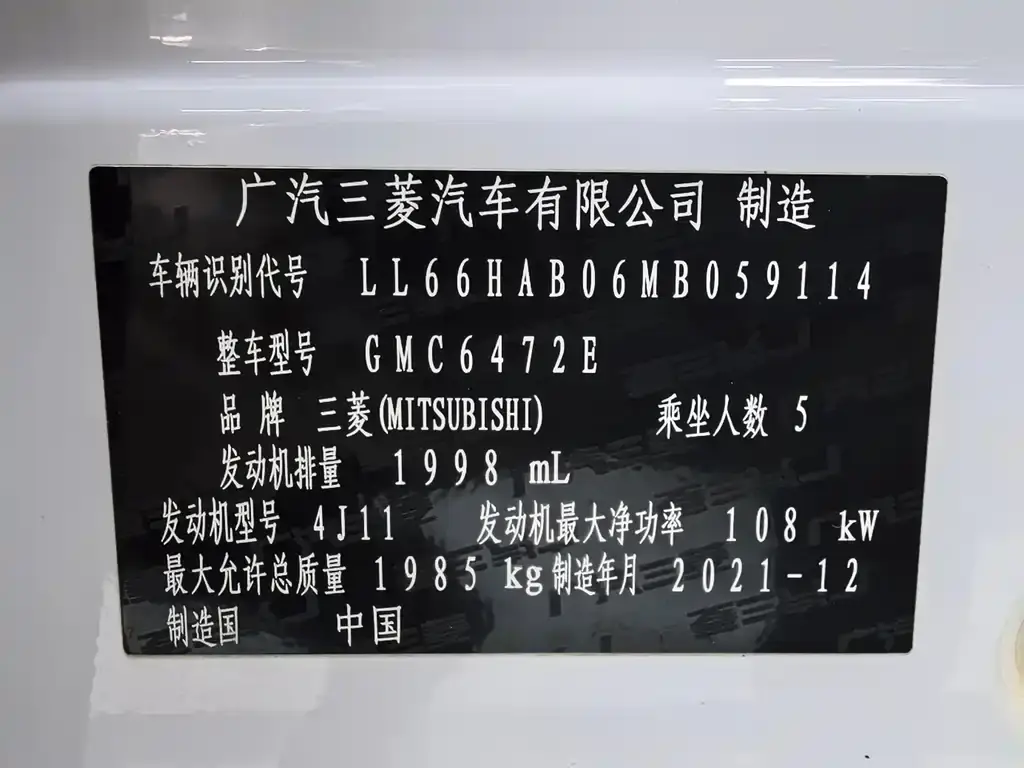 广汽三菱汽车有限公司 制造
车辆识别代号 LL66HAB06MB059114
整车型号 GMC6472E
品牌 三菱(MITSUBISHI) 乘坐人数 5
发动机排量 1998 mL
发动机型号 4J11 发动机最大净功率 108 kW
最大允许总质量 1985 kg 制造年月 2021-12
制造国 中国